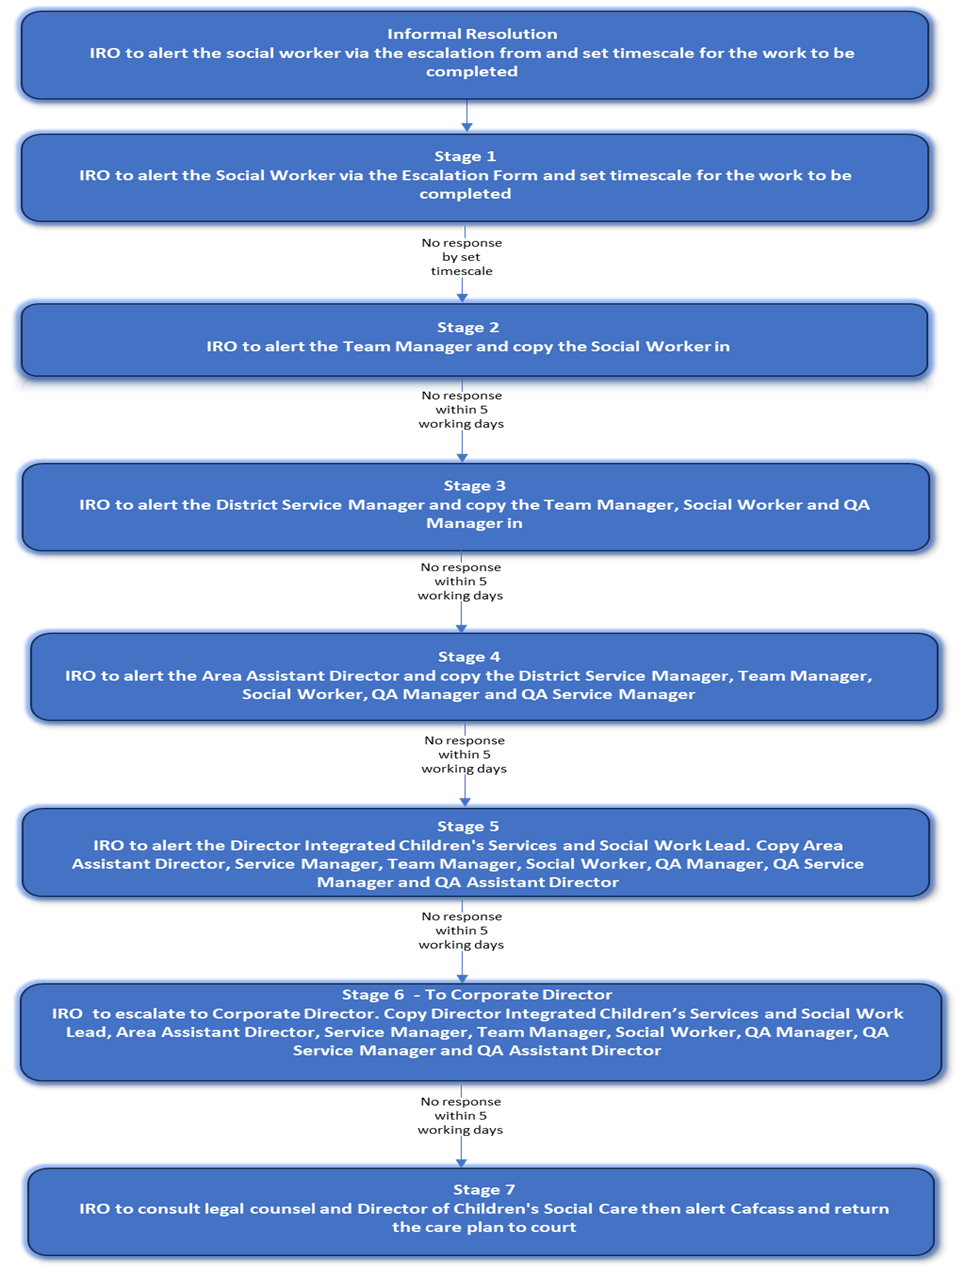 Informal Resolution
IRO to alert the social worker via the escalation from and set timescale for the work to be
completed
Stage 1
IRO to alert the Social Worker via the Escalation Form and set timescale for the work to be
completed
No response
by set
timescale
Stage 2
IRO to alert the Team Manager and copy the Social Worker in
No response
within 5
working days
Stage 3
IRO to alert the District Service Manager and copy the Team Manager, Social Worker and QA
Manager in
No response
within 5
working days
Stage 4
IRO to alert the Area Assistant Director and copy the District Service Manager, Team Manager,
Social Worker, QA Manager and QA Service Manager
No response
within 5
working days
Stage 5
IRO to alert the Director Integrated Children's Services and Social Work Lead. Copy Area
Assistant Director, Service Manager, Team Manager, Social Worker, QA Manager, QA Service
Manager and QA Assistant Director
No response
within 5
working days
Stage 6  - To Corporate Director
IRO  to escalate to Corporate Director. Copy Director Integrated Children’s Services and Social Work
Lead, Area Assistant Director, Service Manager, Team Manager, Social Worker, QA Manager, QA
Service Manager and QA Assistant Director
No response
within 5
working days
Stage 7
IRO to consult legal counsel and Director of Children's Social Care then alert Cafcass and return
the care plan to court